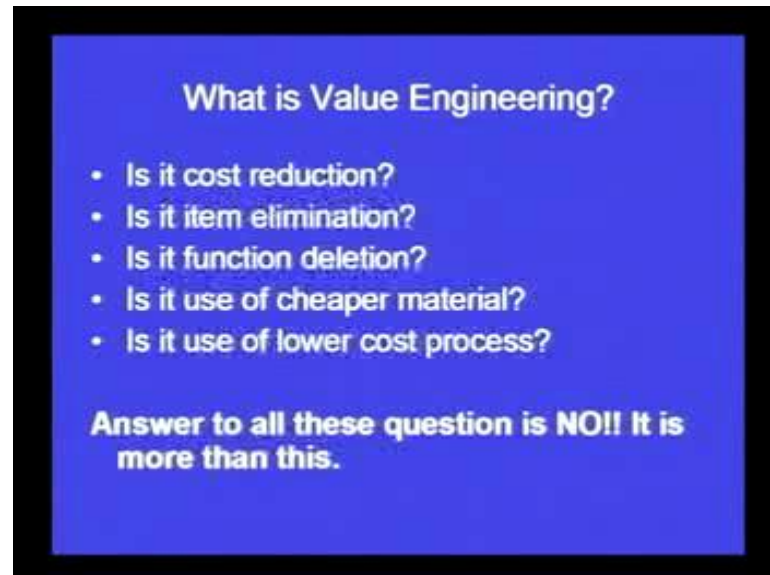 What is Value Engineering?
• Is it cost reduction?
• Is it item elimination?
• Is it function deletion?
• Is it use of cheaper material?
• Is it use of lower cost process?
Answer to all these question is NO!! It is
more than this.